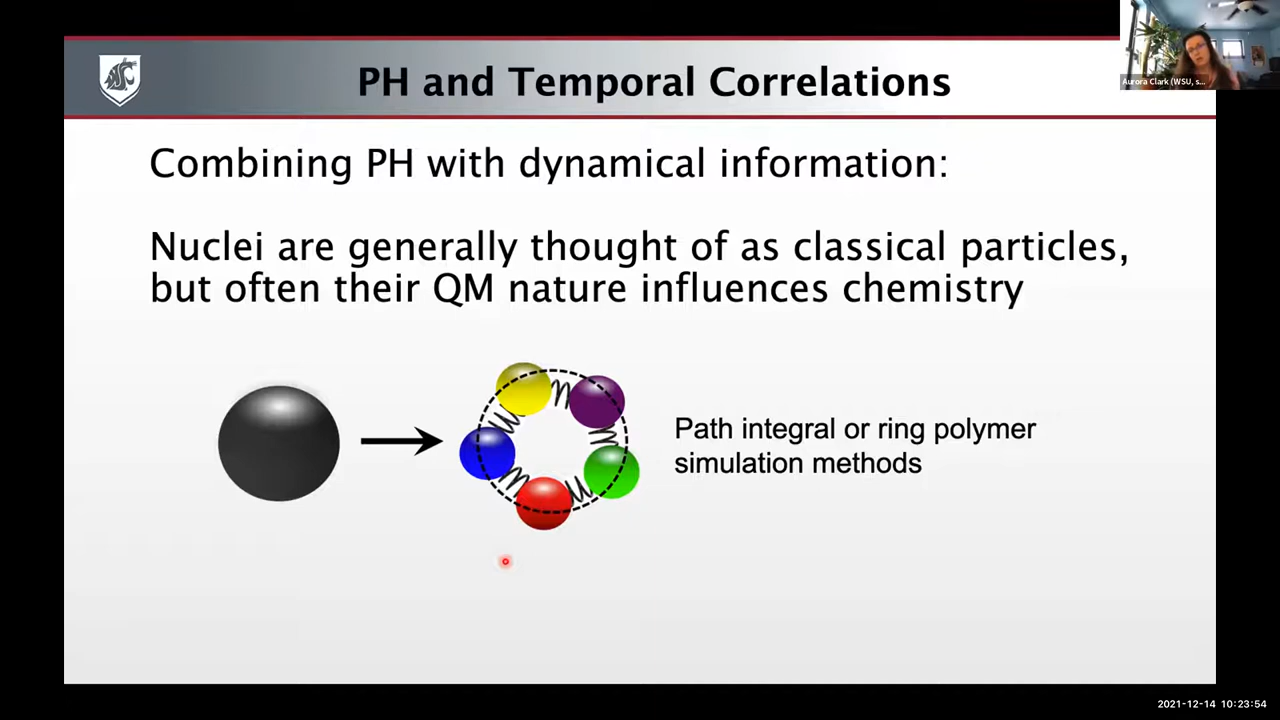 PH and Temporal Correlations
Aurora Clark (WSU, s...
Combining PH with dynamical information:
Nuclei are generally thought of as classical particles,
but often their QM nature influences chemistry
Path integral or ring polymer
simulation methods
2021-12-14 10:23:54